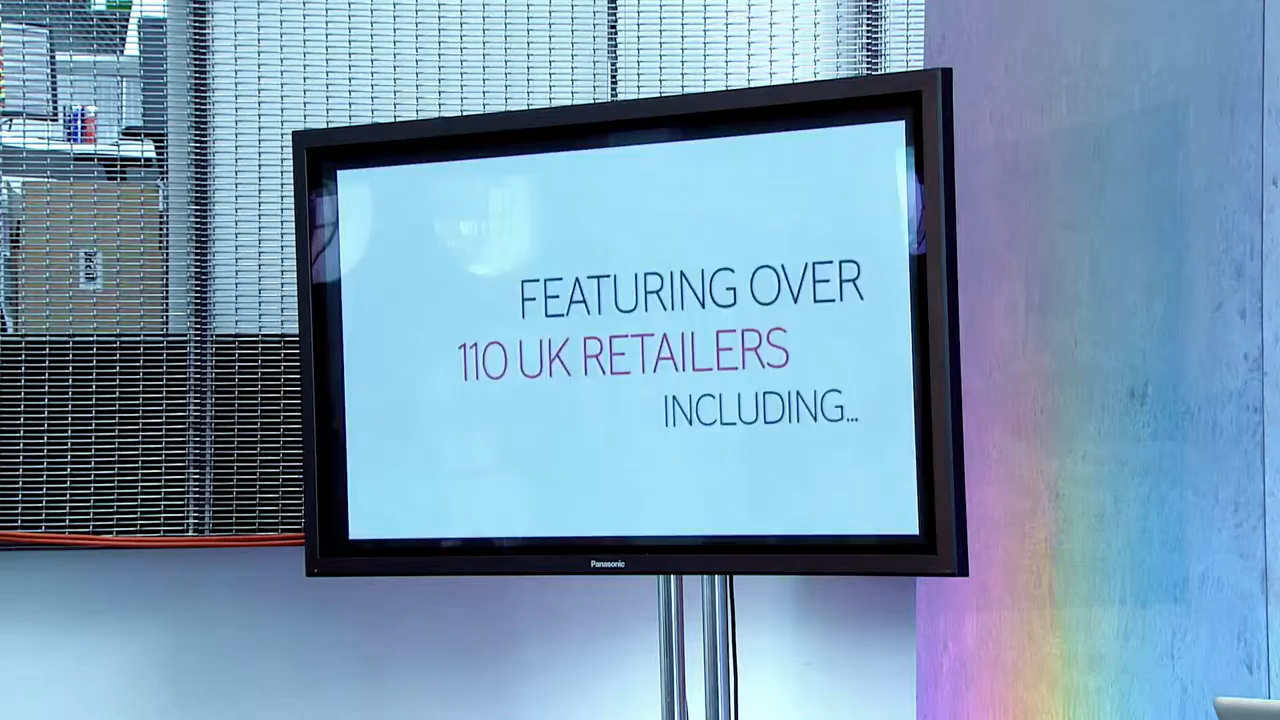 FEATURING OVER
110 UK RETAILERS
INCLUDING...
Panasonic